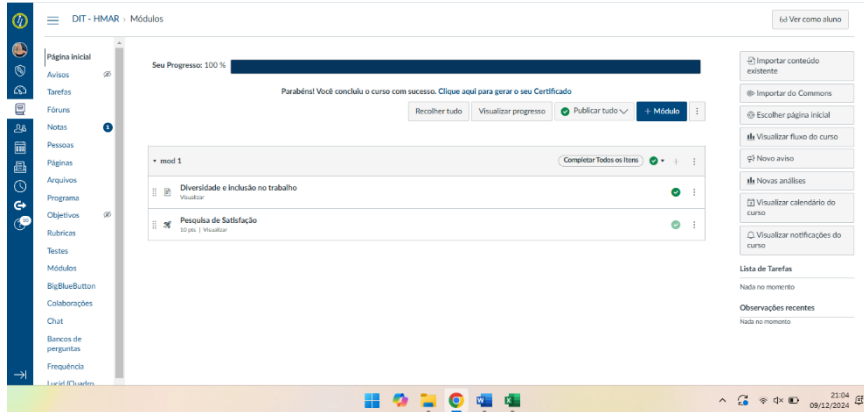 DIT - HMAR > Módulos
Ver como aluno
Página inicial
Avisos
Tarefas
Fóruns
Notas 1
Pessoas
Páginas
Arquivos
Programa
Objetivos
Rubricas
Testes
Módulos
BigBlueButton
Colaborações
Chat
Bancos de
perguntas
Frequência
Lucid (Quadro
Seu Progresso: 100 %
Parabéns! Você concluiu o curso com sucesso. Clique aqui para gerar o seu Certificado
Recolher tudo Visualizar progresso Publicar tudo + Módulo
mod 1 Completar Todos os Itens
Diversidade e inclusão no trabalho
Visualizar
Pesquisa de Satisfação
10 pts | Visualizar
Importar conteúdo
existente
Importar do Commons
Escolher página inicial
Visualizar fluxo do curso
Novo aviso
Novas análises
Visualizar calendário do
curso
Visualizar notificações do
curso
Lista de Tarefas
Nada no momento
Observações recentes
Nada no momento
21:04
09/12/2024